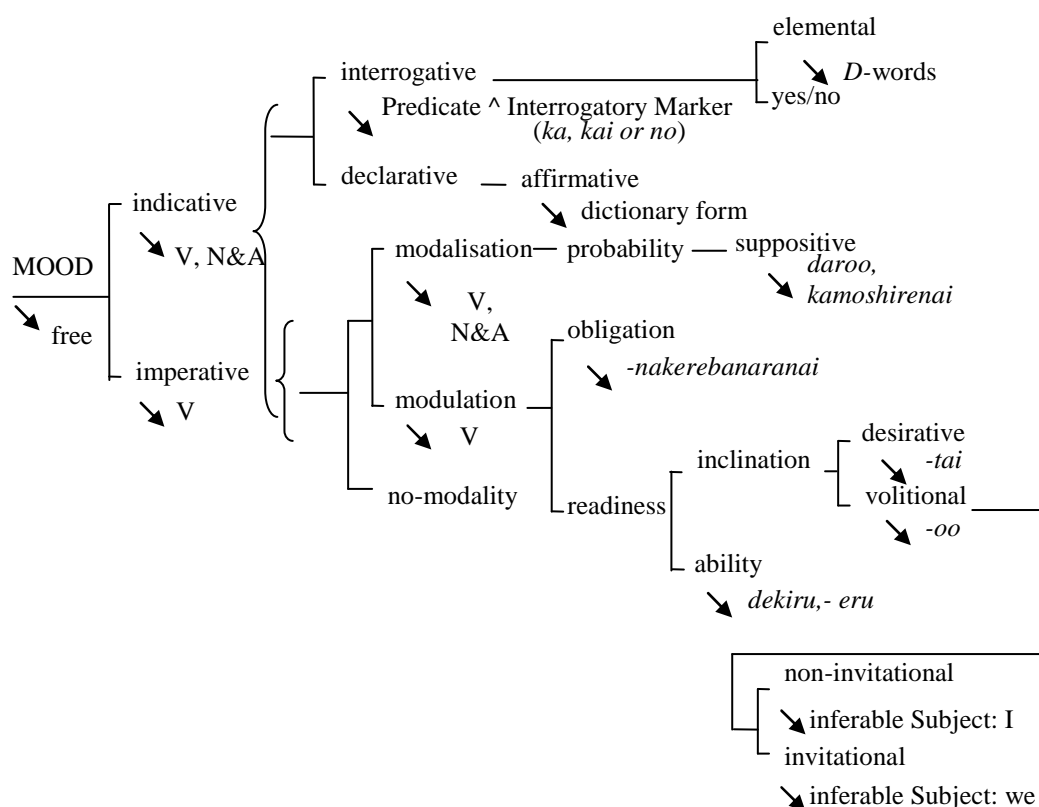 elemental
D-words
yes/no
interrogative
Predicate ^ Interrogatory Marker
(ka, kai or no)
declarative
affirmative
dictionary form
indicative
V, N&A
MOOD
free
imperative
V
modalisation
probability
suppositive
daroo,
kamoshirenai
V,
N&A
obligation
-nakerebanaranai
modulation
V
no-modality
readiness
inclination
desirative
-tai
volitional
-oo
ability
dekiru,- eru
non-invitational
inferable Subject: I
invitational
inferable Subject: we